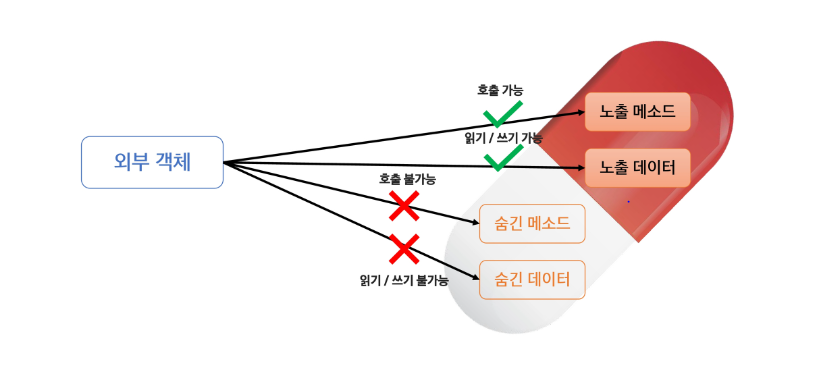 호출 가능
노출 메소드
읽기 / 쓰기 가능
외부 객체
노출 데이터
호출 불가능
숨긴 메소드
숨긴 데이터
읽기 / 쓰기 불가능